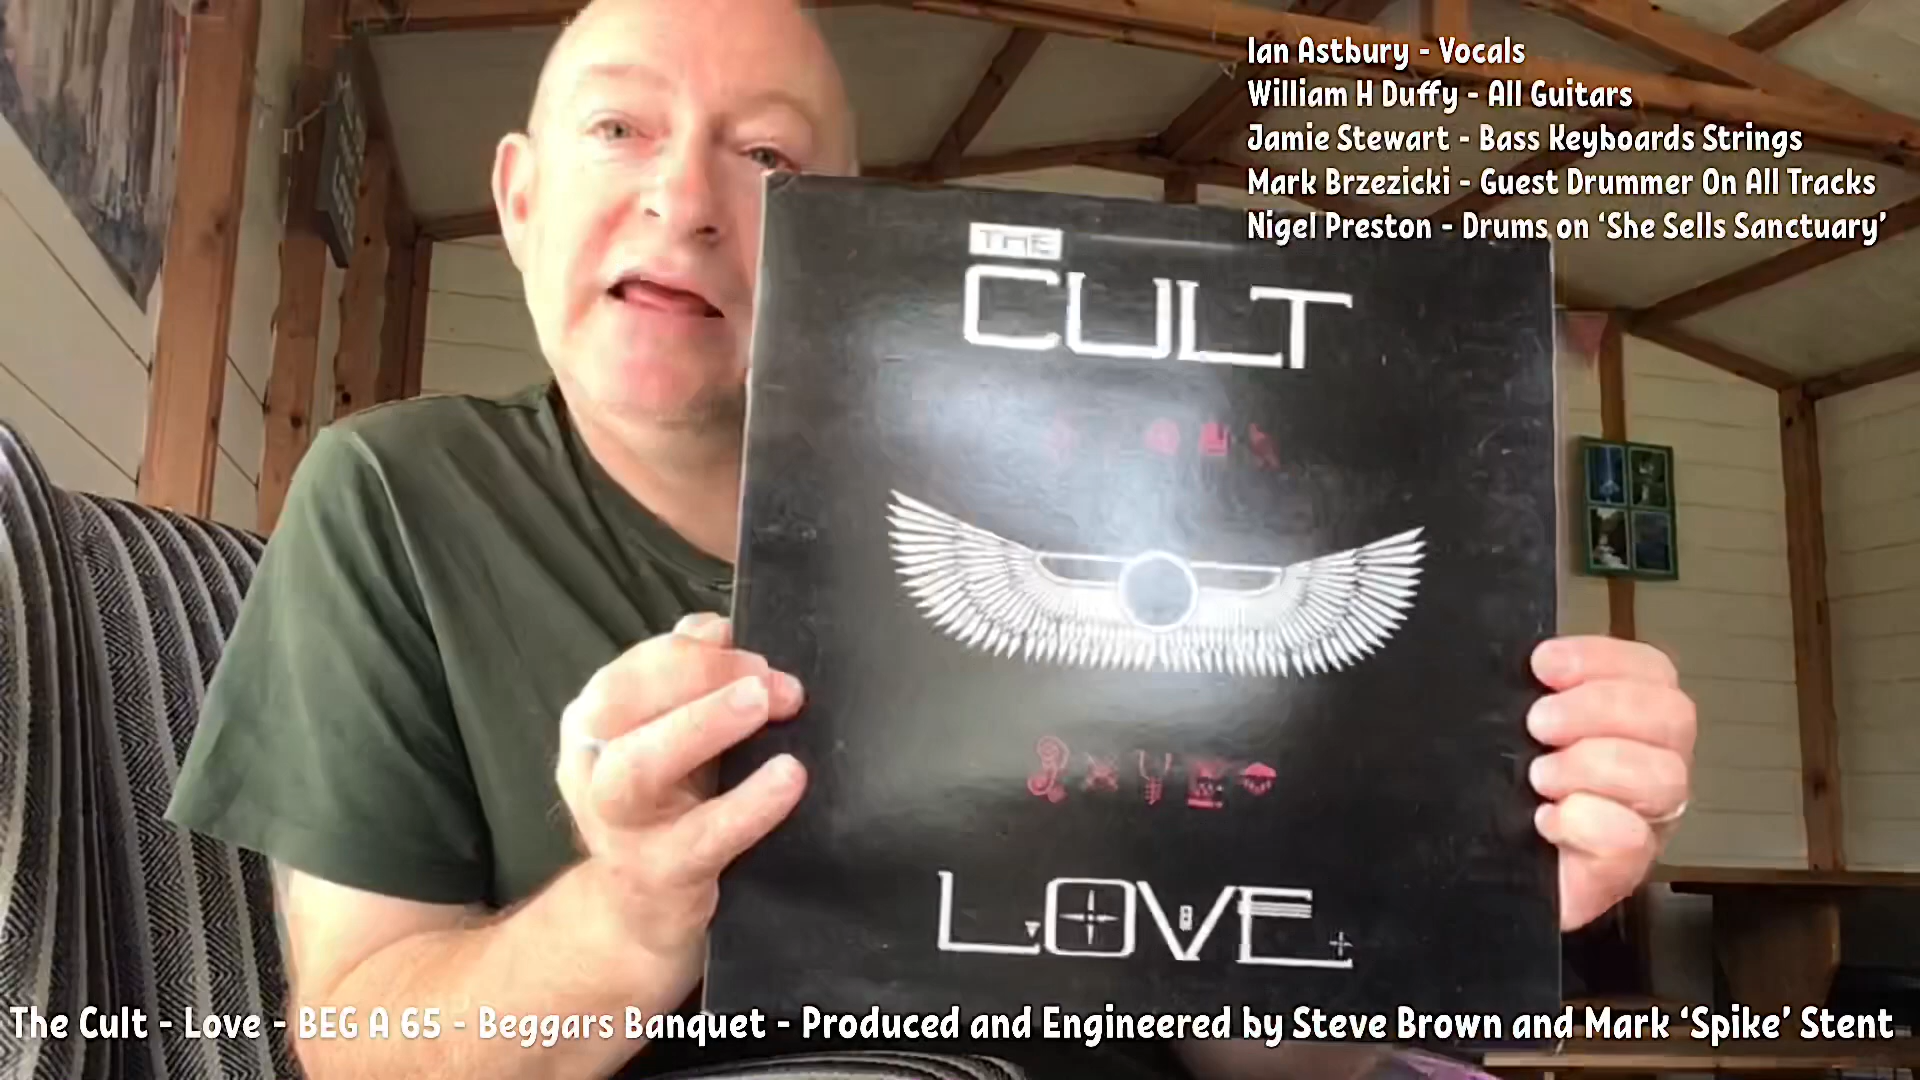 Ian Astbury - Vocals
William H Duffy - All Guitars
Jamie Stewart - Bass Keyboards Strings
Mark Brzezicki - Guest Drummer On All Tracks
Nigel Preston - Drums on ‘She Sells Sanctuary’
THE
CULT
LOVE
The Cult - Love - BEG A 65 - Beggars Banquet - Produced and Engineered by Steve Brown and Mark ‘Spike’ Stent